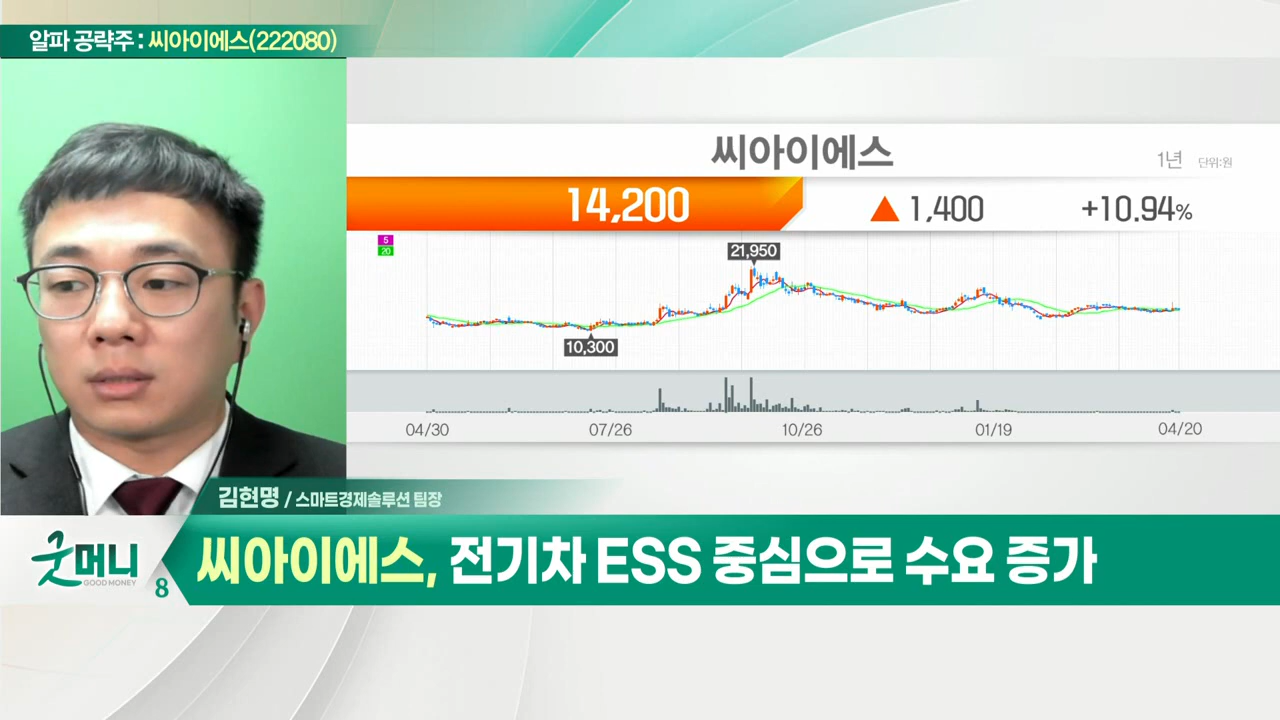 알파 공략주 : 씨아이에스(222080)
씨아이에스
1년 단위:원
14,200 ▲ 1,400 +10.94%
5
20
21,950
10,300
04/30 07/26 10/26 01/19 04/20
김현명 / 스마트경제솔루션 팀장
굿머니
GOOD MONEY
8
씨아이에스, 전기차 ESS 중심으로 수요 증가